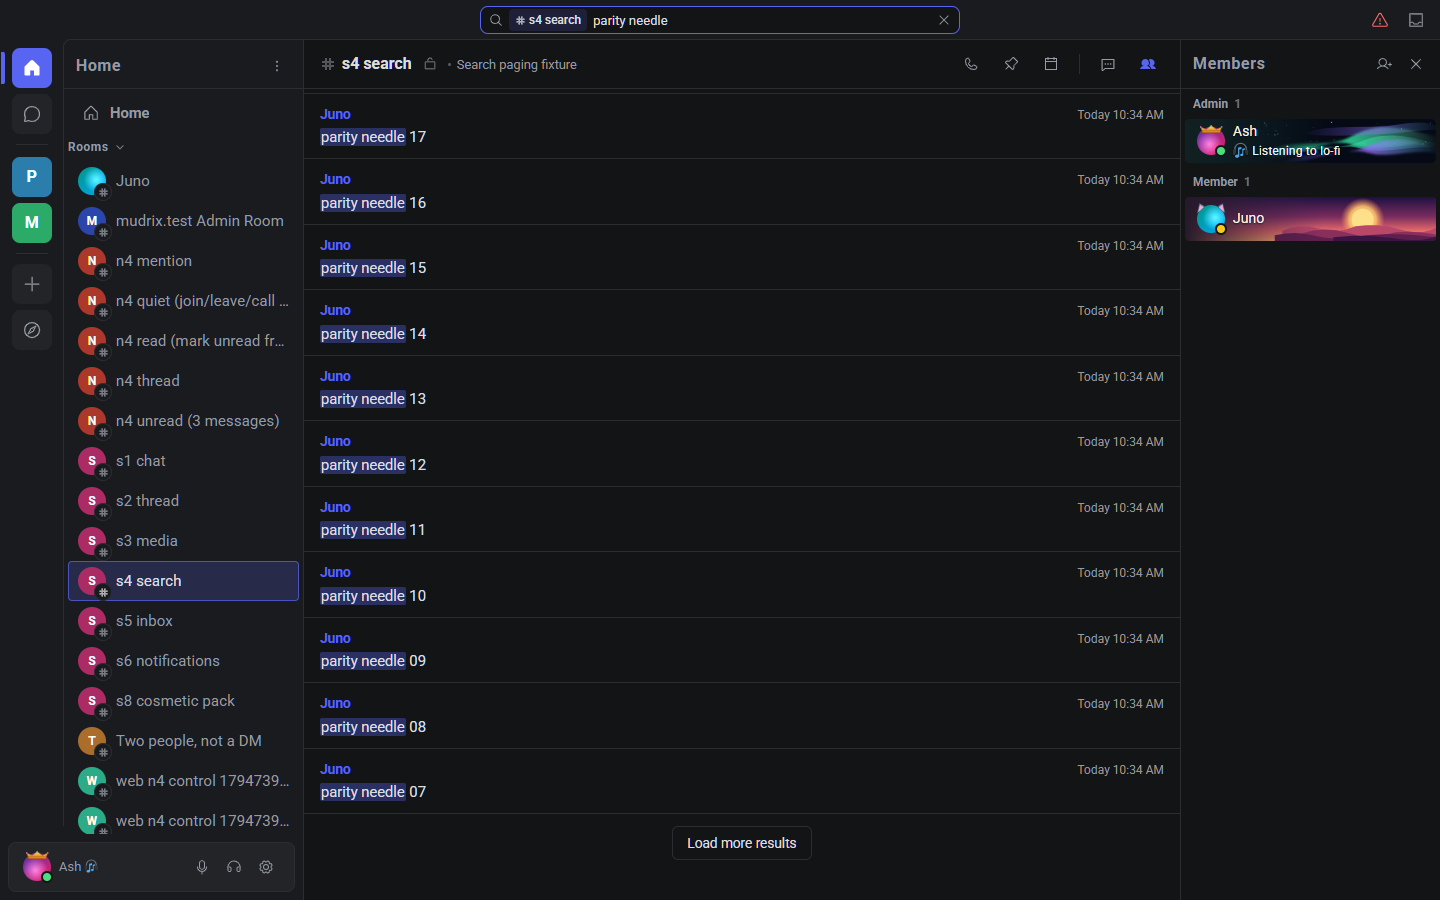 s4 search parity needle
Home
s4 search • Search paging fixture
Members
P
M
Home
Rooms
Juno
M mudrix.test Admin Room
N n4 mention
N n4 quiet (join/leave/call ...
N n4 read (mark unread fr...
N n4 thread
N n4 unread (3 messages)
S s1 chat
S s2 thread
S s3 media
S s4 search
S s5 inbox
S s6 notifications
S s8 cosmetic pack
T Two people, not a DM
W web n4 control 1794739...
W web n4 control 1794739...
Ash
Juno Today 10:34 AM
parity needle 17
Juno Today 10:34 AM
parity needle 16
Juno Today 10:34 AM
parity needle 15
Juno Today 10:34 AM
parity needle 14
Juno Today 10:34 AM
parity needle 13
Juno Today 10:34 AM
parity needle 12
Juno Today 10:34 AM
parity needle 11
Juno Today 10:34 AM
parity needle 10
Juno Today 10:34 AM
parity needle 09
Juno Today 10:34 AM
parity needle 08
Juno Today 10:34 AM
parity needle 07
Load more results
Admin 1
Ash
Listening to lo-fi
Member 1
Juno